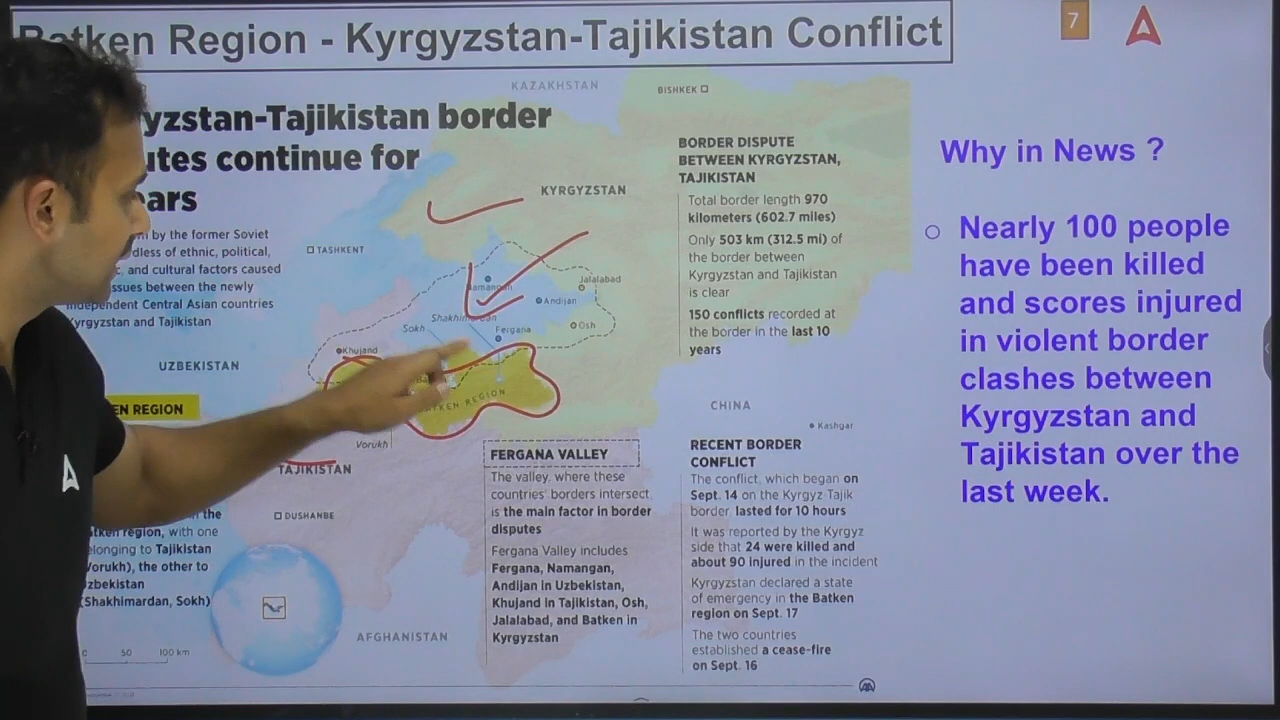 Batken Region - Kyrgyzstan-Tajikistan Conflict
7
yzstan-Tajikistan border
utes continue for
ars
by the former Soviet
dless of ethnic, political,
and cultural factors caused
ssues between the newly
independent Central Asian countries
Kyrgyzstan and Tajikistan
KAZAKHSTAN
BISHKEK
KYRGYZSTAN
TASHKENT
Namangan
Jalalabad
Andijan
Shakhimardan
Sokh
Fergana
Osh
Khujand
UZBEKISTAN
EN REGION
BATKEN REGION
Vorukh
TAJIKISTAN
DUSHANBE
CHINA
Kashgar
AFGHANISTAN
the
atken region, with one
elonging to Tajikistan
Vorukh), the other to
zbekistan
(Shakhimardan, Sokh)
50
100 km
FERGANA VALLEY
The valley, where these
countries' borders intersect,
is the main factor in border
disputes
Fergana Valley includes
Fergana, Namangan,
Andijan in Uzbekistan,
Khujand in Tajikistan, Osh,
Jalalabad, and Batken in
Kyrgyzstan
BORDER DISPUTE
BETWEEN KYRGYZSTAN,
TAJIKISTAN
Total border length 970
kilometers (602.7 miles)
Only 503 km (312.5 mi) of
the border between
Kyrgyzstan and Tajikistan
is clear
150 conflicts recorded at
the border in the last 10
years
RECENT BORDER
CONFLICT
The conflict, which began on
Sept. 14 on the Kyrgyz-Tajik
border, lasted for 10 hours
It was reported by the Kyrgyz
side that 24 were killed and
about 90 injured in the incident
Kyrgyzstan declared a state
of emergency in the Batken
region on Sept. 17
The two countries
established a cease-fire
on Sept. 16
Why in News ?
Nearly 100 people
have been killed
and scores injured
in violent border
clashes between
Kyrgyzstan and
Tajikistan over the
last week.